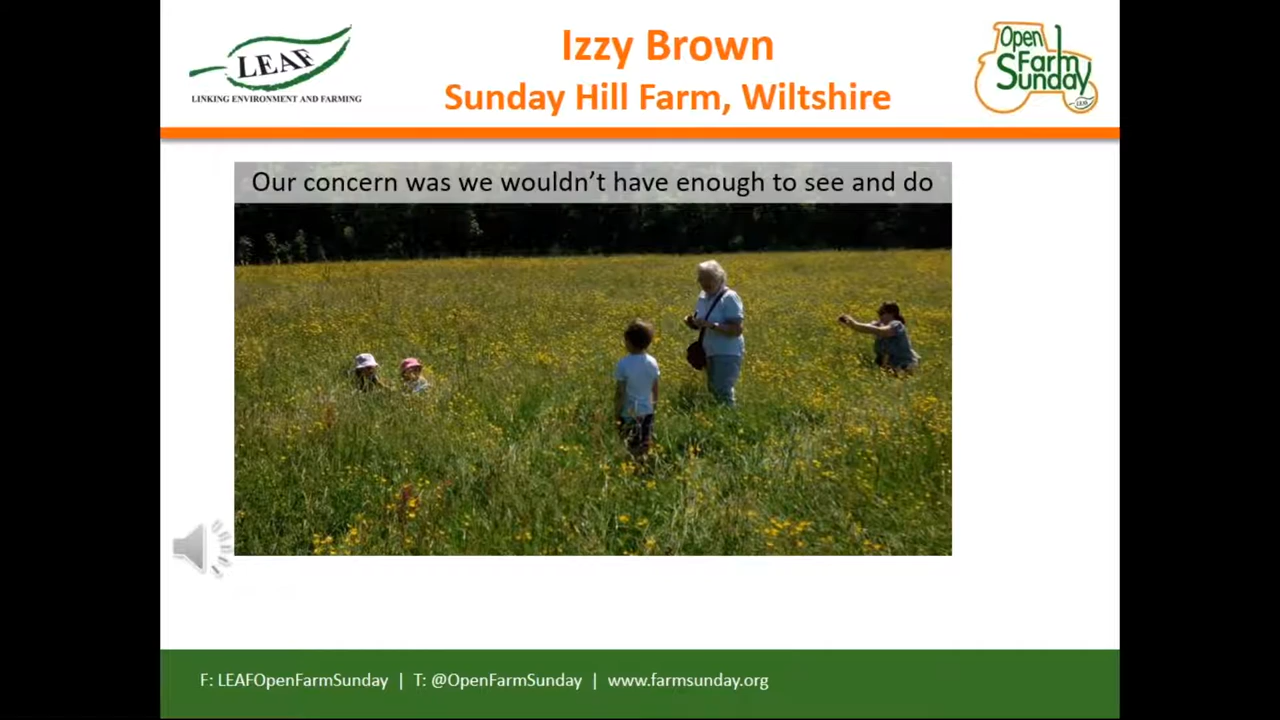 LEAF
LINKING ENVIRONMENT AND FARMING
Izzy Brown
Sunday Hill Farm, Wiltshire
Open
Farm
Sunday
LEAF
Our concern was we wouldn't have enough to see and do
F: LEAFOpenFarmSunday | T: @OpenFarmSunday | www.farmsunday.org